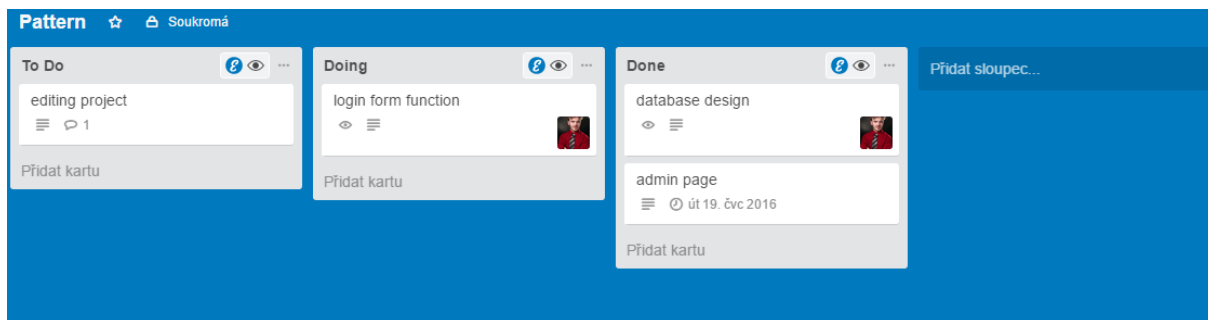 Pattern Soukromá
To Do
editing project
1
Přidat kartu
Doing
login form function
Přidat kartu
Done
database design
admin page
út 19. čvc 2016
Přidat kartu
Přidat sloupec...